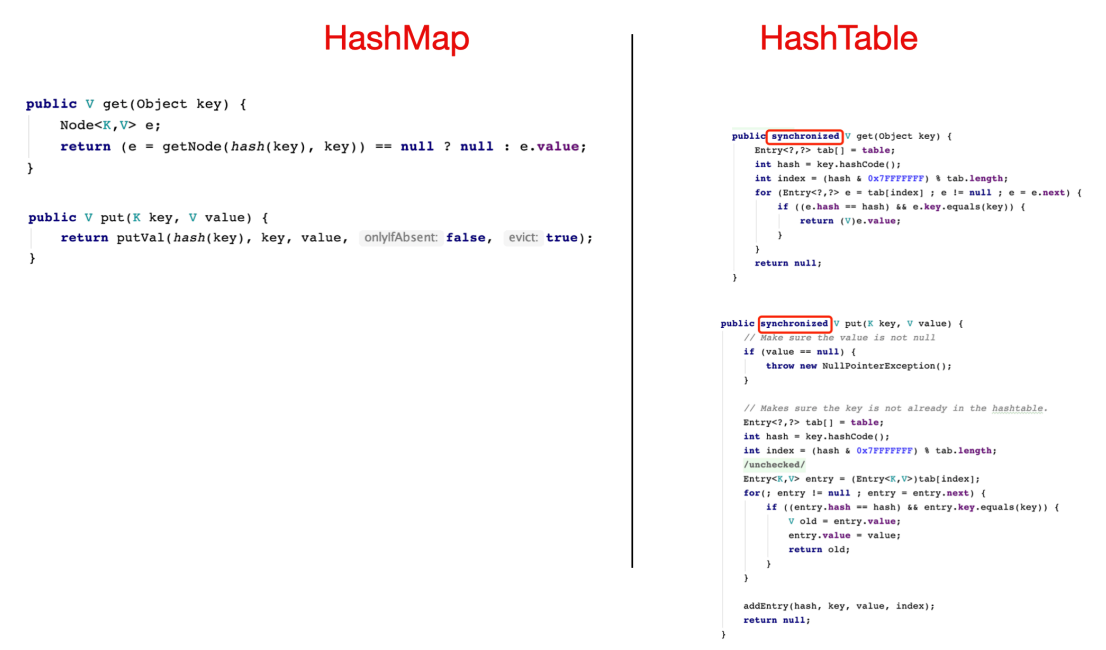 HashMap
public V get(Object key) {
    Node<K,V> e;
    return (e = getNode(hash(key), key)) == null ? null : e.value;
}
public V put(K key, V value) {
    return putVal(hash(key), key, value, onlyIfAbsent: false, evict: true);
}
HashTable
public synchronized V get(Object key) {
    Entry<?,?> tab[] = table;
    int hash = key.hashCode();
    int index = (hash & 0x7FFFFFFF) % tab.length;
    for (Entry<?,?> e = tab[index] ; e != null ; e = e.next) {
        if ((e.hash == hash) && e.key.equals(key)) {
            return (V)e.value;
        }
    }
    return null;
}
public synchronized V put(K key, V value) {
    // Make sure the value is not null
    if (value == null) {
        throw new NullPointerException();
    }
    // Makes sure the key is not already in the hashtable.
    Entry<?,?> tab[] = table;
    int hash = key.hashCode();
    int index = (hash & 0x7FFFFFFF) % tab.length;
    /unchecked/
    Entry<K,V> entry = (Entry<K,V>)tab[index];
    for(; entry != null ; entry = entry.next) {
        if ((entry.hash == hash) && entry.key.equals(key)) {
            V old = entry.value;
            entry.value = value;
            return old;
        }
    }
    addEntry(hash, key, value, index);
    return null;
}